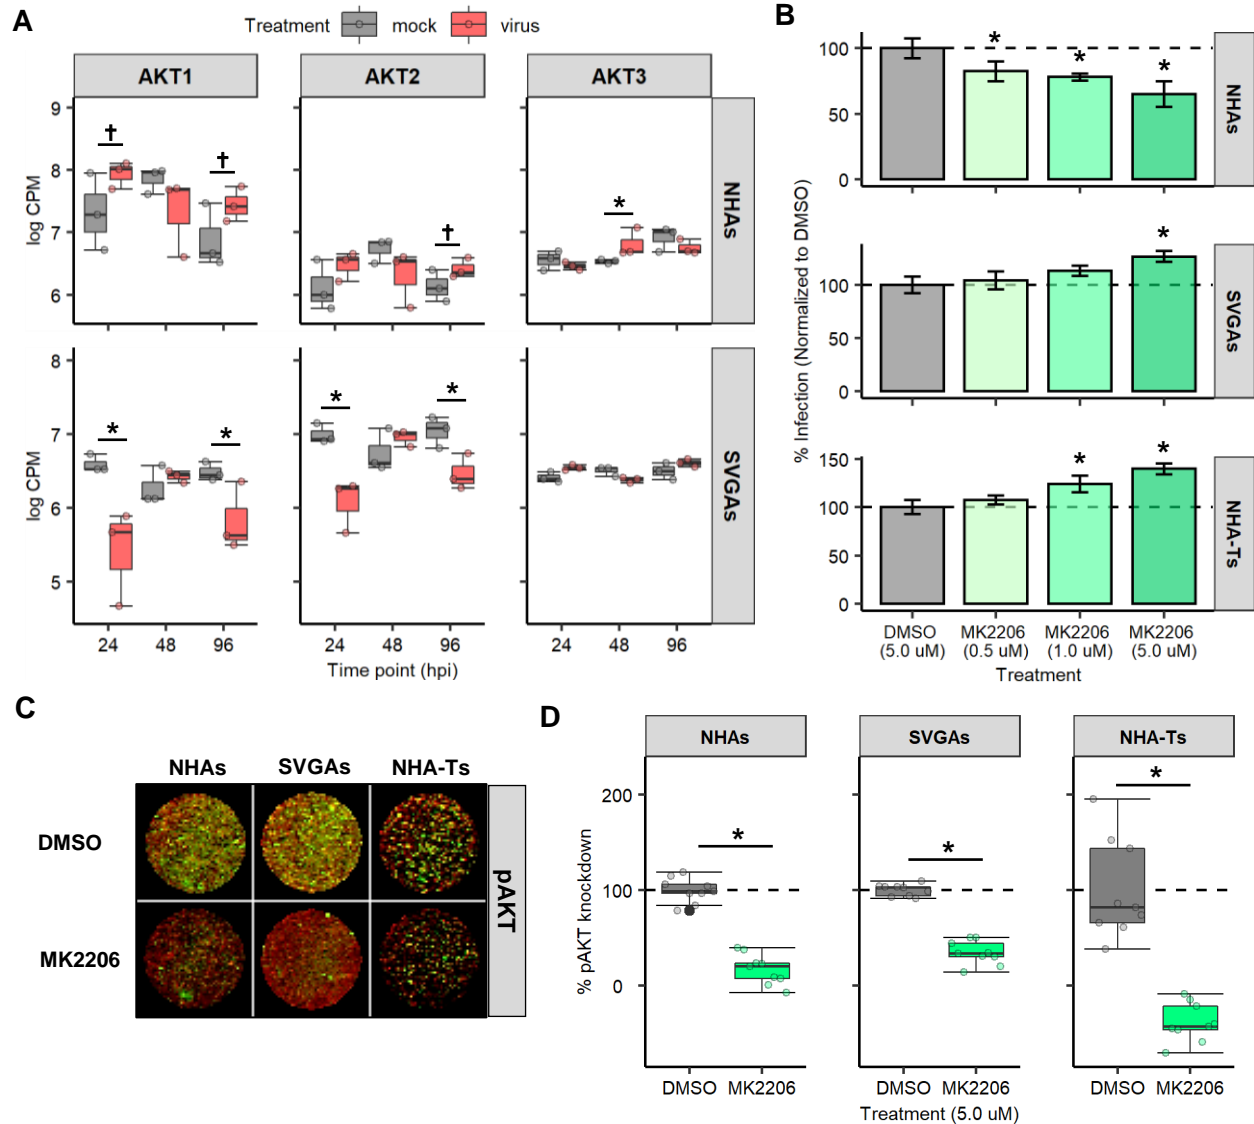 A
Treatment mock virus
AKT1 AKT2 AKT3
log CPM
9
8
7
6
† † † *
NHAs
log CPM
8
7
6
5
* * * *
SVGAs
24 48 96 24 48 96 24 48 96
Time point (hpi)
B
% Infection (Normalized to DMSO)
100
50
0
* * *
NHAs
100
50
0
*
SVGAs
150
100
50
0
* *
NHA-Ts
DMSO MK2206 MK2206 MK2206
(5.0 uM) (0.5 uM) (1.0 uM) (5.0 uM)
Treatment
C
NHAs SVGAs NHA-Ts
DMSO
MK2206
pAKT
D
NHAs SVGAs NHA-Ts
% pAKT knockdown
200
100
0
* * *
DMSO MK2206 DMSO MK2206 DMSO MK2206
Treatment (5.0 uM)